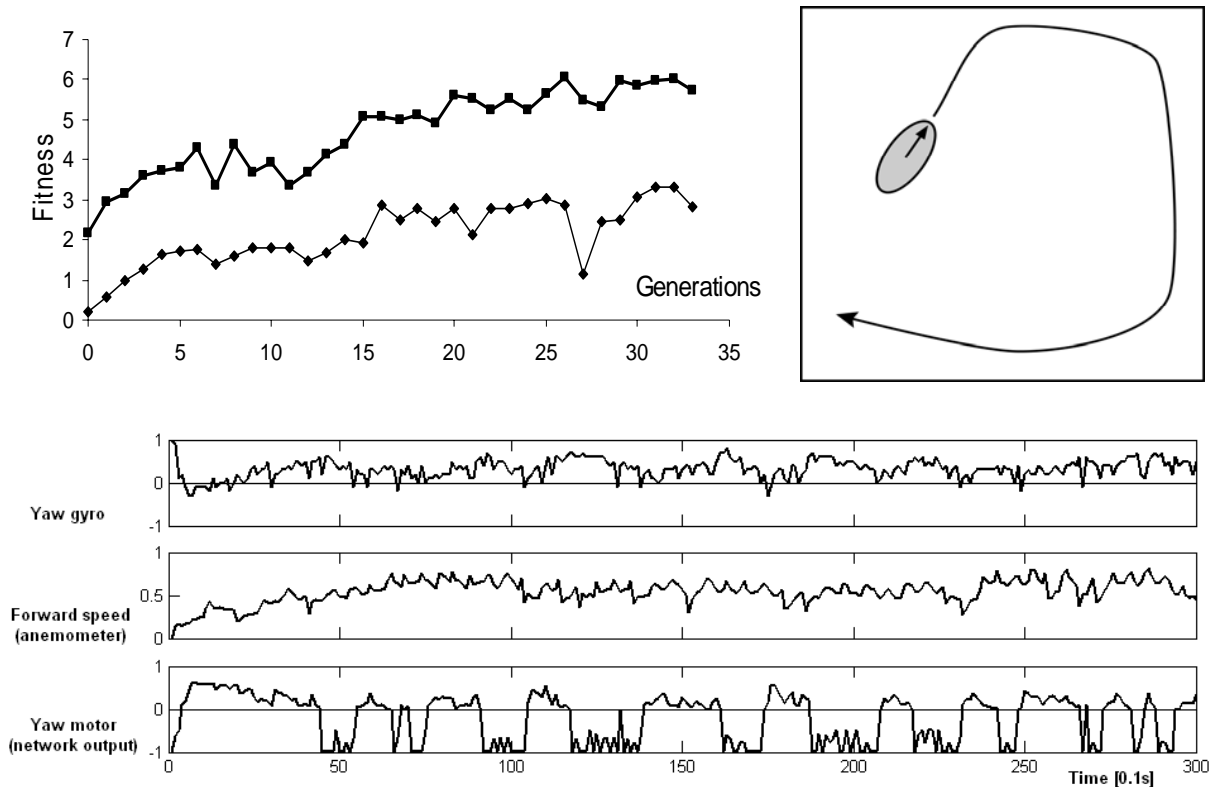 7
6
5
4
3
2
1
0
Fitness
Generations
0 5 10 15 20 25 30 35
1
0
-1
Yaw gyro
1
0.5
0
Forward speed
(anemometer)
1
0
-1
Yaw motor
(network output)
0 50 100 150 200 250 300
Time [0.1s]